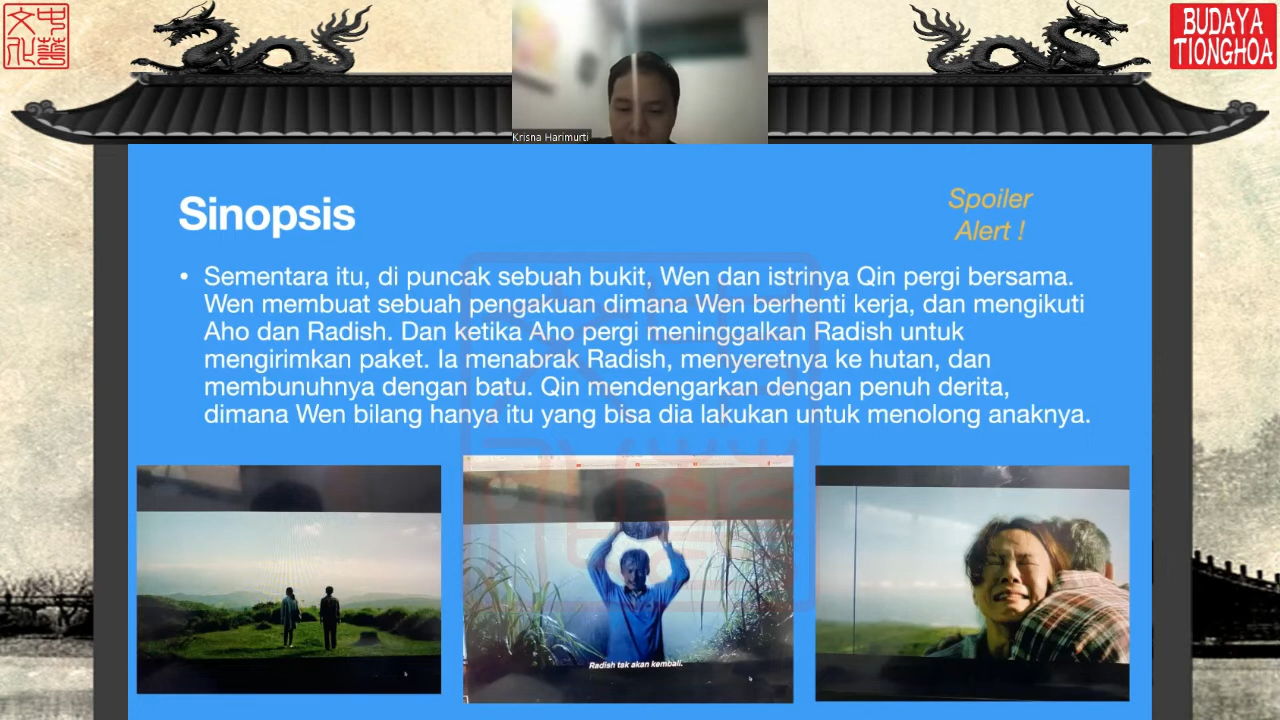 BUDAYA
TIONGHOA
Krisna Harimurti
Sinopsis
Spoiler
Alert !
• Sementara itu, di puncak sebuah bukit, Wen dan istrinya Qin pergi bersama.
Wen membuat sebuah pengakuan dimana Wen berhenti kerja, dan mengikuti
Aho dan Radish. Dan ketika Aho pergi meninggalkan Radish untuk
mengirimkan paket. Ia menabrak Radish, menyeretnya ke hutan, dan
membunuhnya dengan batu. Qin mendengarkan dengan penuh derita,
dimana Wen bilang hanya itu yang bisa dia lakukan untuk menolong anaknya.
Radish tak akan kembali.